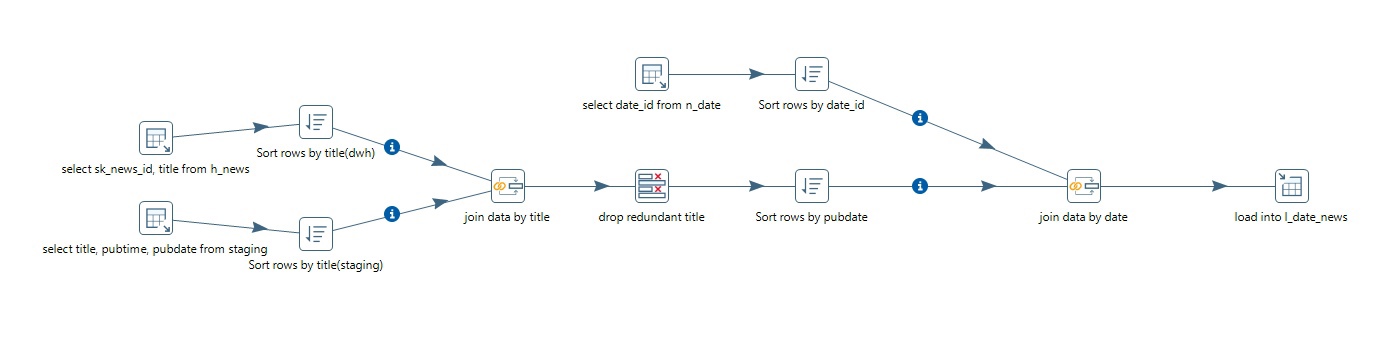 select date_id from n_date
Sort rows by date_id
Sort rows by title(dwh)
select sk_news_id, title from h_news
join data by title
drop redundant title
Sort rows by pubdate
join data by date
load into l_date_news
select title, pubtime, pubdate from staging
Sort rows by title(staging)